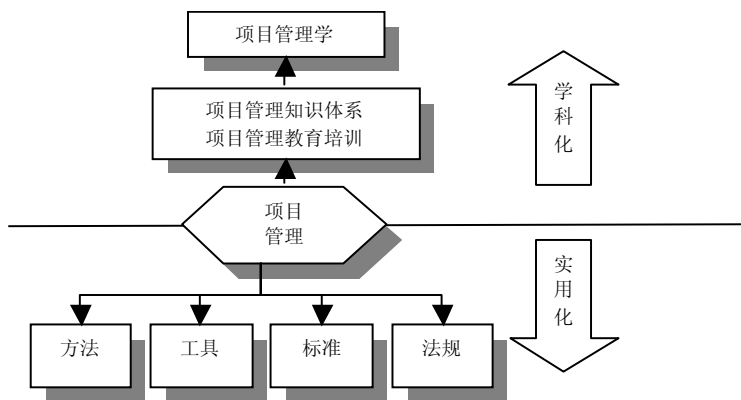 项目管理学
项目管理知识体系
项目管理教育培训
学
科
化
项目
管理
实
用
化
方法
工具
标准
法规